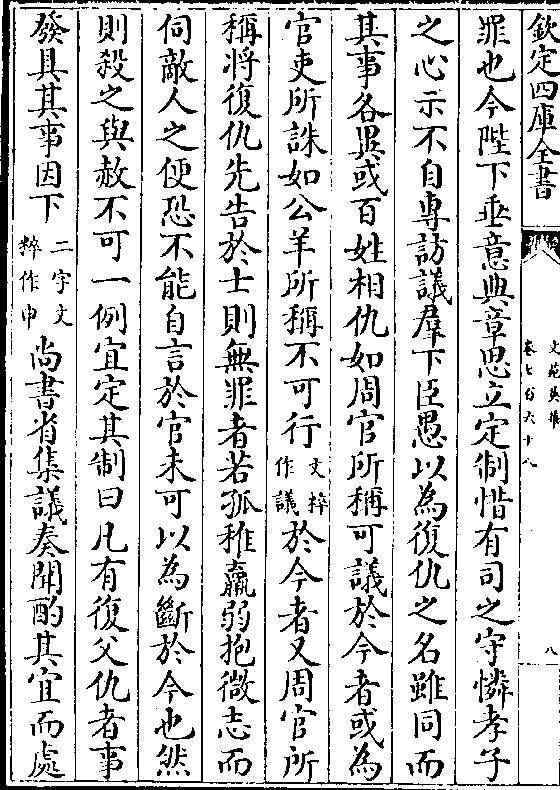 欽定四庫全書
文苑英華
卷七百六十八
八
罪也今陛下垂意典章思立定制惜有司之守憐孝子
之心示不自專訪議羣下臣愚以為復仇之名雖同而
其事各異或百姓相仇如周官所稱可議於今者或為
官吏所誅如公羊所稱不可行文粹作議於今者又周官所
稱將復仇先告於士則無罪者若孤稚羸弱抱微志而
伺敵人之便恐不能自言於官未可以為斷於今也然
則殺之與赦不可一例宜定其制曰凡有復父仇者事
發具其事因下二字文粹作申尚書省集議奏聞酌其宜而處